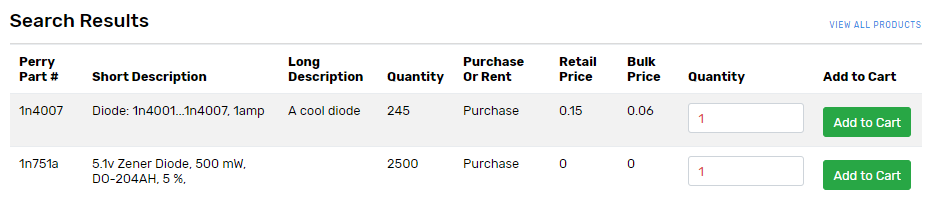 Search Results
VIEW ALL PRODUCTS
Perry Part # Short Description Long Description Quantity Purchase Or Rent Retail Price Bulk Price Quantity Add to Cart
1n4007 Diode: 1n4001...1n4007, 1amp A cool diode 245 Purchase 0.15 0.06 1 Add to Cart
1n751a 5.1v Zener Diode, 500 mW, 2500 Purchase 0 0 1 Add to Cart
DO-204AH, 5 %,